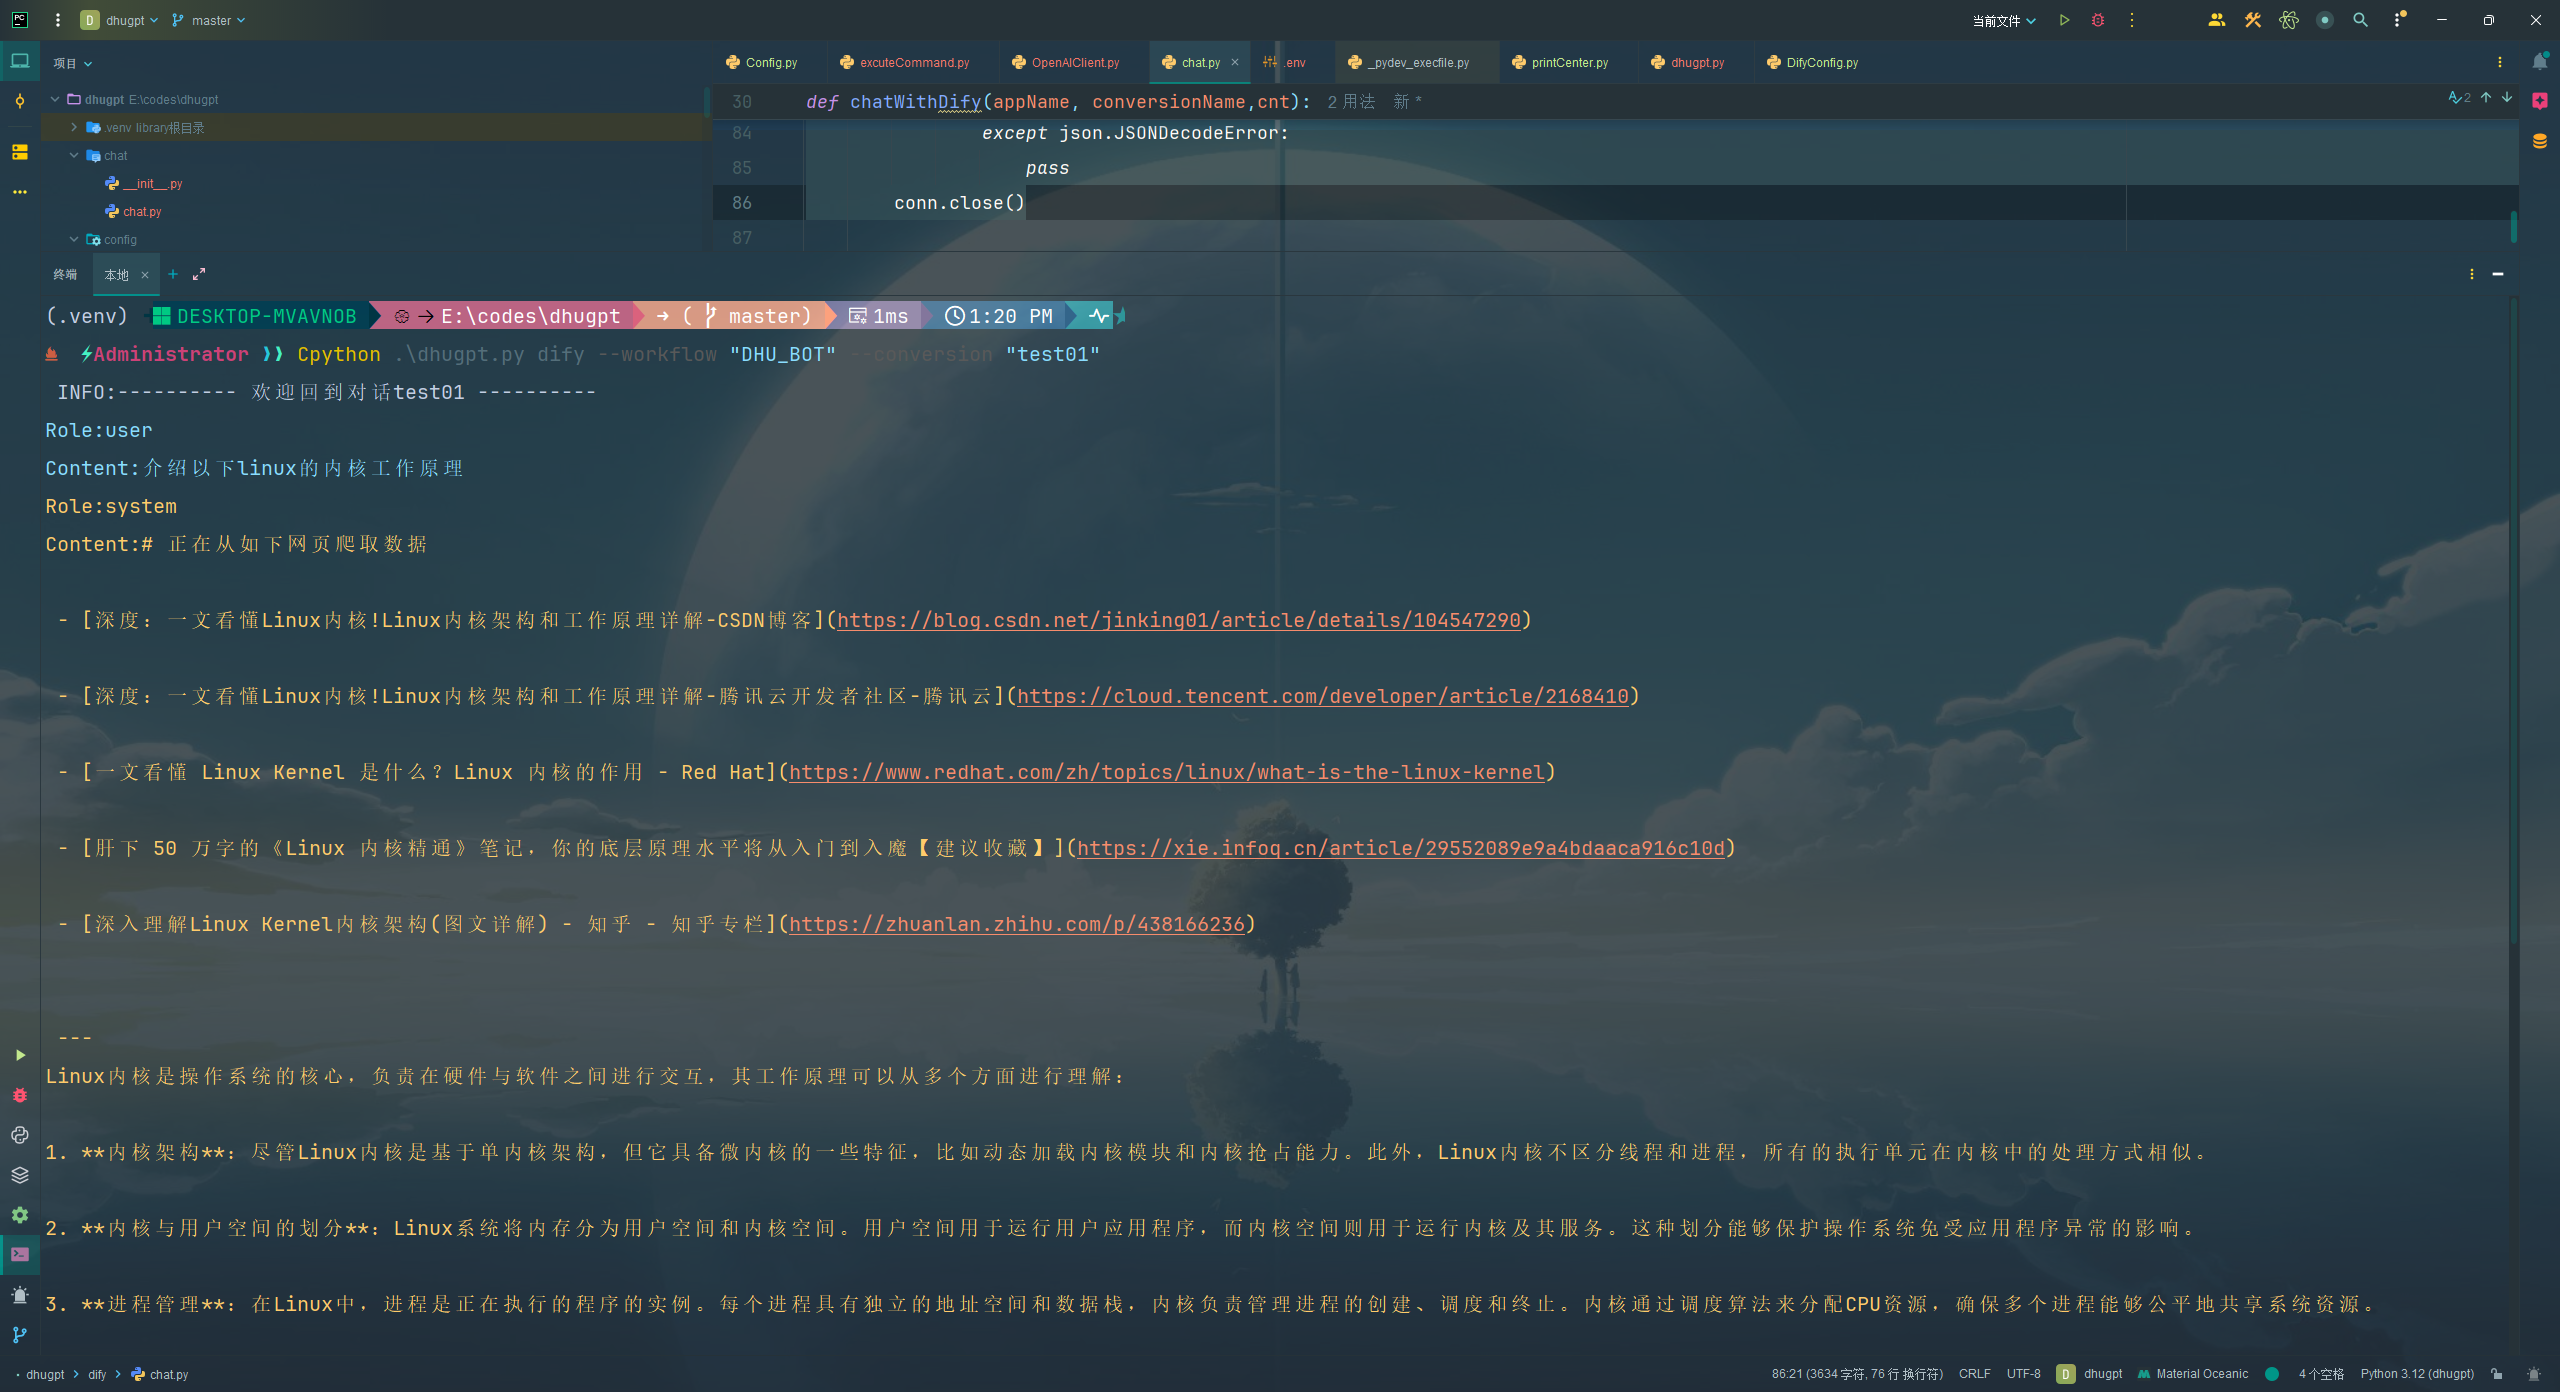 PC D dhugpt master 当前文件
项目 Config.py excuteCommand.py OpenAIClient.py chat.py .env _pydev_execfile.py printCenter.py dhugpt.py DifyConfig.py
dhugpt E:\codes\dhugpt
.venv library根目录
chat
__init__.py
chat.py
config
30 def chatWithDify(appName, conversionName,cnt): 2 用法 新 * 2
84 except json.JSONDecodeError:
85 pass
86 conn.close()
87
终端 本地
(.venv) DESKTOP-MVAVNOB → E:\codes\dhugpt → ( master) 1ms 1:20 PM
Administrator ❯❯ Cpython .\dhugpt.py dify --workflow "DHU_BOT" --conversion "test01"
INFO:---------- 欢迎回到对话test01 ----------
Role:user
Content:介绍以下linux的内核工作原理
Role:system
Content:# 正在从如下网页爬取数据
- [深度：一文看懂Linux内核!Linux内核架构和工作原理详解-CSDN博客](https://blog.csdn.net/jinking01/article/details/104547290)
- [深度：一文看懂Linux内核!Linux内核架构和工作原理详解-腾讯云开发者社区-腾讯云](https://cloud.tencent.com/developer/article/2168410)
- [一文看懂 Linux Kernel 是什么？Linux 内核的作用 - Red Hat](https://www.redhat.com/zh/topics/linux/what-is-the-linux-kernel)
- [肝下 50 万字的《Linux 内核精通》笔记，你的底层原理水平将从入门到入魔【建议收藏】](https://xie.infoq.cn/article/29552089e9a4bdaaca916c10d)
- [深入理解Linux Kernel内核架构(图文详解) - 知乎 - 知乎专栏](https://zhuanlan.zhihu.com/p/438166236)
---
Linux内核是操作系统的核心，负责在硬件与软件之间进行交互，其工作原理可以从多个方面进行理解：
1. **内核架构**：尽管Linux内核是基于单内核架构，但它具备微内核的一些特征，比如动态加载内核模块和内核抢占能力。此外，Linux内核不区分线程和进程，所有的执行单元在内核中的处理方式相似。
2. **内核与用户空间的划分**：Linux系统将内存分为用户空间和内核空间。用户空间用于运行用户应用程序，而内核空间则用于运行内核及其服务。这种划分能够保护操作系统免受应用程序异常的影响。
3. **进程管理**：在Linux中，进程是正在执行的程序的实例。每个进程具有独立的地址空间和数据栈，内核负责管理进程的创建、调度和终止。内核通过调度算法来分配CPU资源，确保多个进程能够公平地共享系统资源。
dhugpt dify chat.py 86:21 (3634 字符, 76 行 换行符) CRLF UTF-8 D dhugpt Material Oceanic 4 个空格 Python 3.12 (dhugpt)